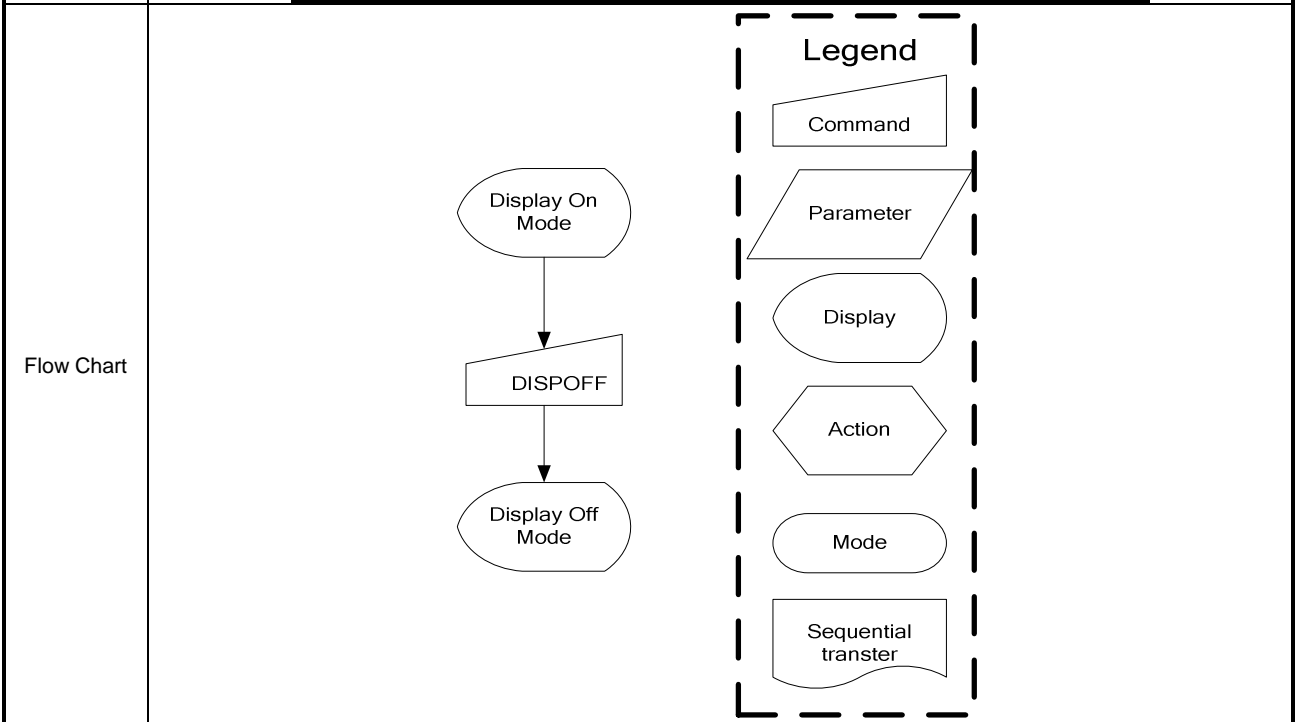 Flow Chart
Display On
Mode
DISPOFF
Display Off
Mode
Legend
Command
Parameter
Display
Action
Mode
Sequential
transter